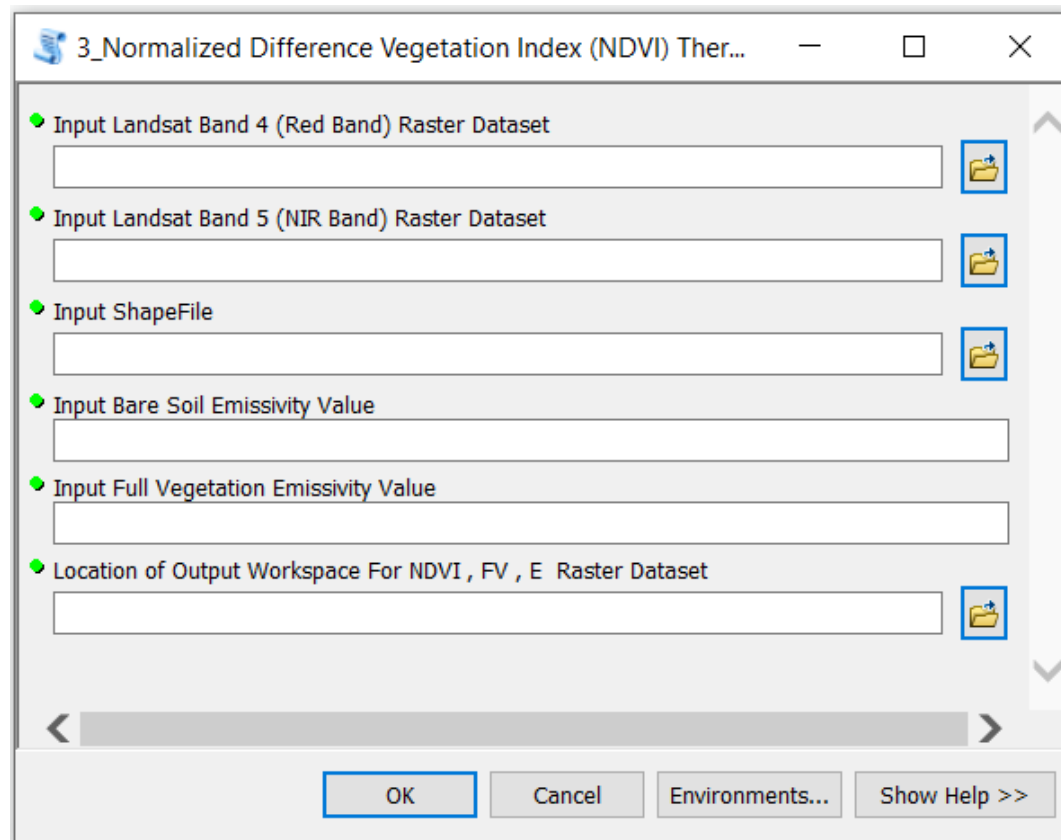 3_Normalized Difference Vegetation Index (NDVI) Ther...
Input Landsat Band 4 (Red Band) Raster Dataset
Input Landsat Band 5 (NIR Band) Raster Dataset
Input ShapeFile
Input Bare Soil Emissivity Value
Input Full Vegetation Emissivity Value
Location of Output Workspace For NDVI , FV , E  Raster Dataset
OK Cancel Environments... Show Help >>